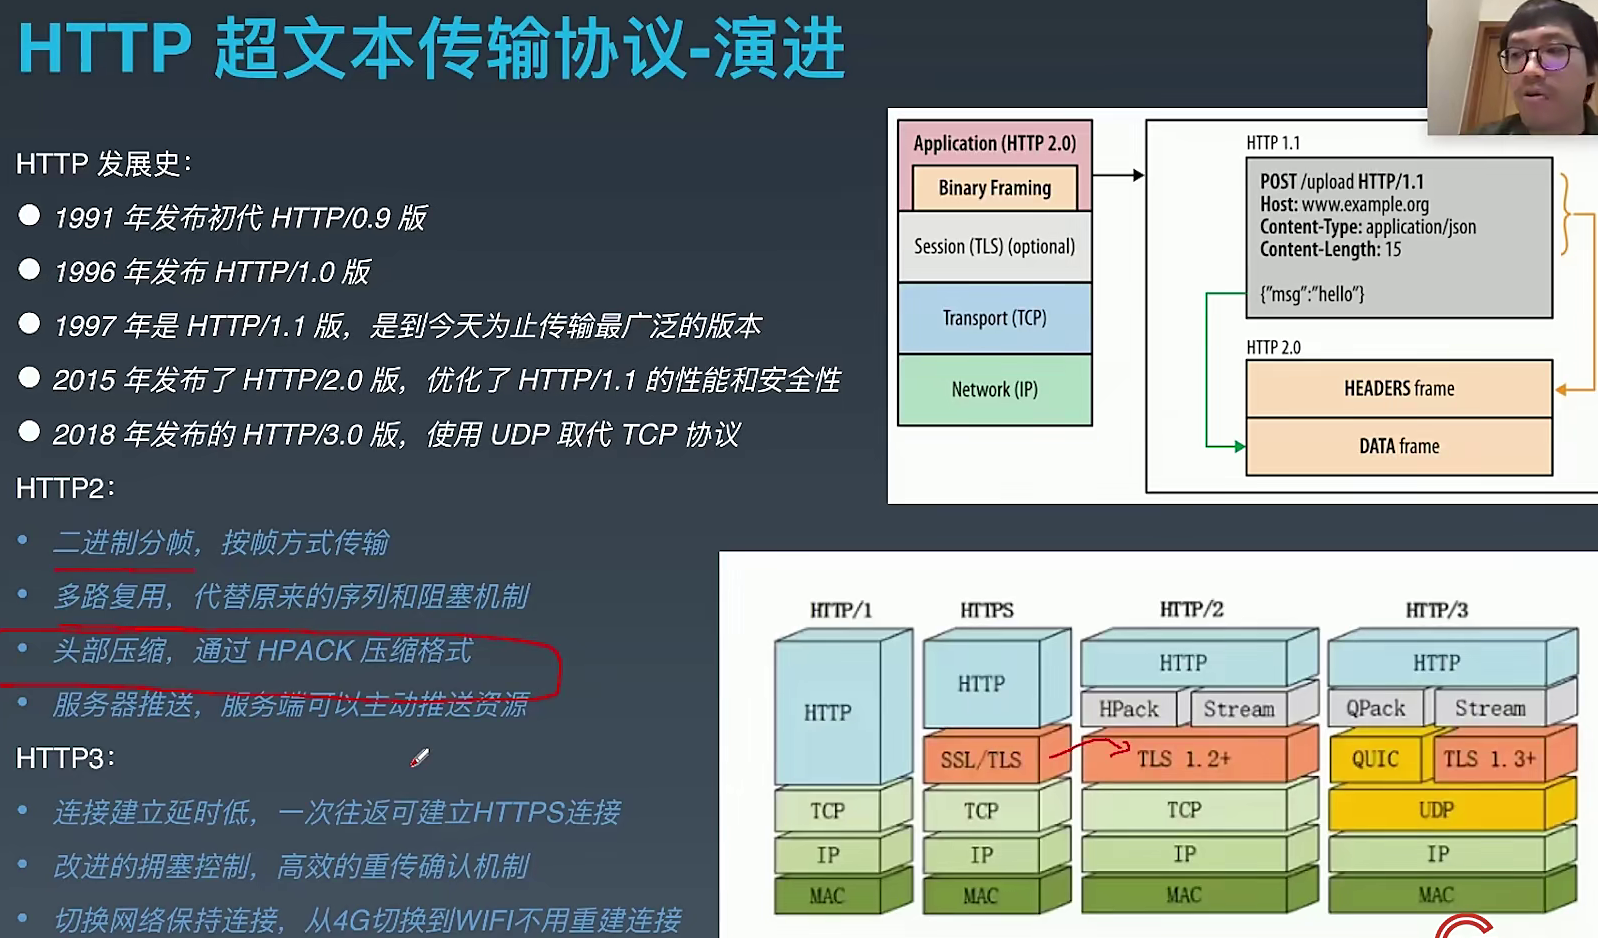 HTTP 超文本传输协议-演进
HTTP 发展史:
1991 年发布初代 HTTP/0.9 版
1996 年发布 HTTP/1.0 版
1997 年是 HTTP/1.1 版，是到今天为止传输最广泛的版本
2015 年发布了 HTTP/2.0 版，优化了 HTTP/1.1 的性能和安全性
2018 年发布的 HTTP/3.0 版，使用 UDP 取代 TCP 协议
HTTP2:
二进制分帧，按帧方式传输
多路复用，代替原来的序列和阻塞机制
头部压缩，通过 HPACK 压缩格式
服务器推送，服务端可以主动推送资源
HTTP3:
连接建立延时低，一次往返可建立HTTPS连接
改进的拥塞控制，高效的重传确认机制
切换网络保持连接，从4G切换到WIFI不用重建连接
Application (HTTP 2.0)
Binary Framing
Session (TLS) (optional)
Transport (TCP)
Network (IP)
HTTP 1.1
POST /upload HTTP/1.1
Host: www.example.org
Content-Type: application/json
Content-Length: 15
{"msg":"hello"}
HTTP 2.0
HEADERS frame
DATA frame
HTTP/1 HTTPS HTTP/2 HTTP/3
HTTP HTTP HTTP HTTP
HPack Stream QPack Stream
SSL/TLS TLS 1.2+ QUIC TLS 1.3+
TCP TCP TCP UDP
IP IP IP IP
MAC MAC MAC MAC